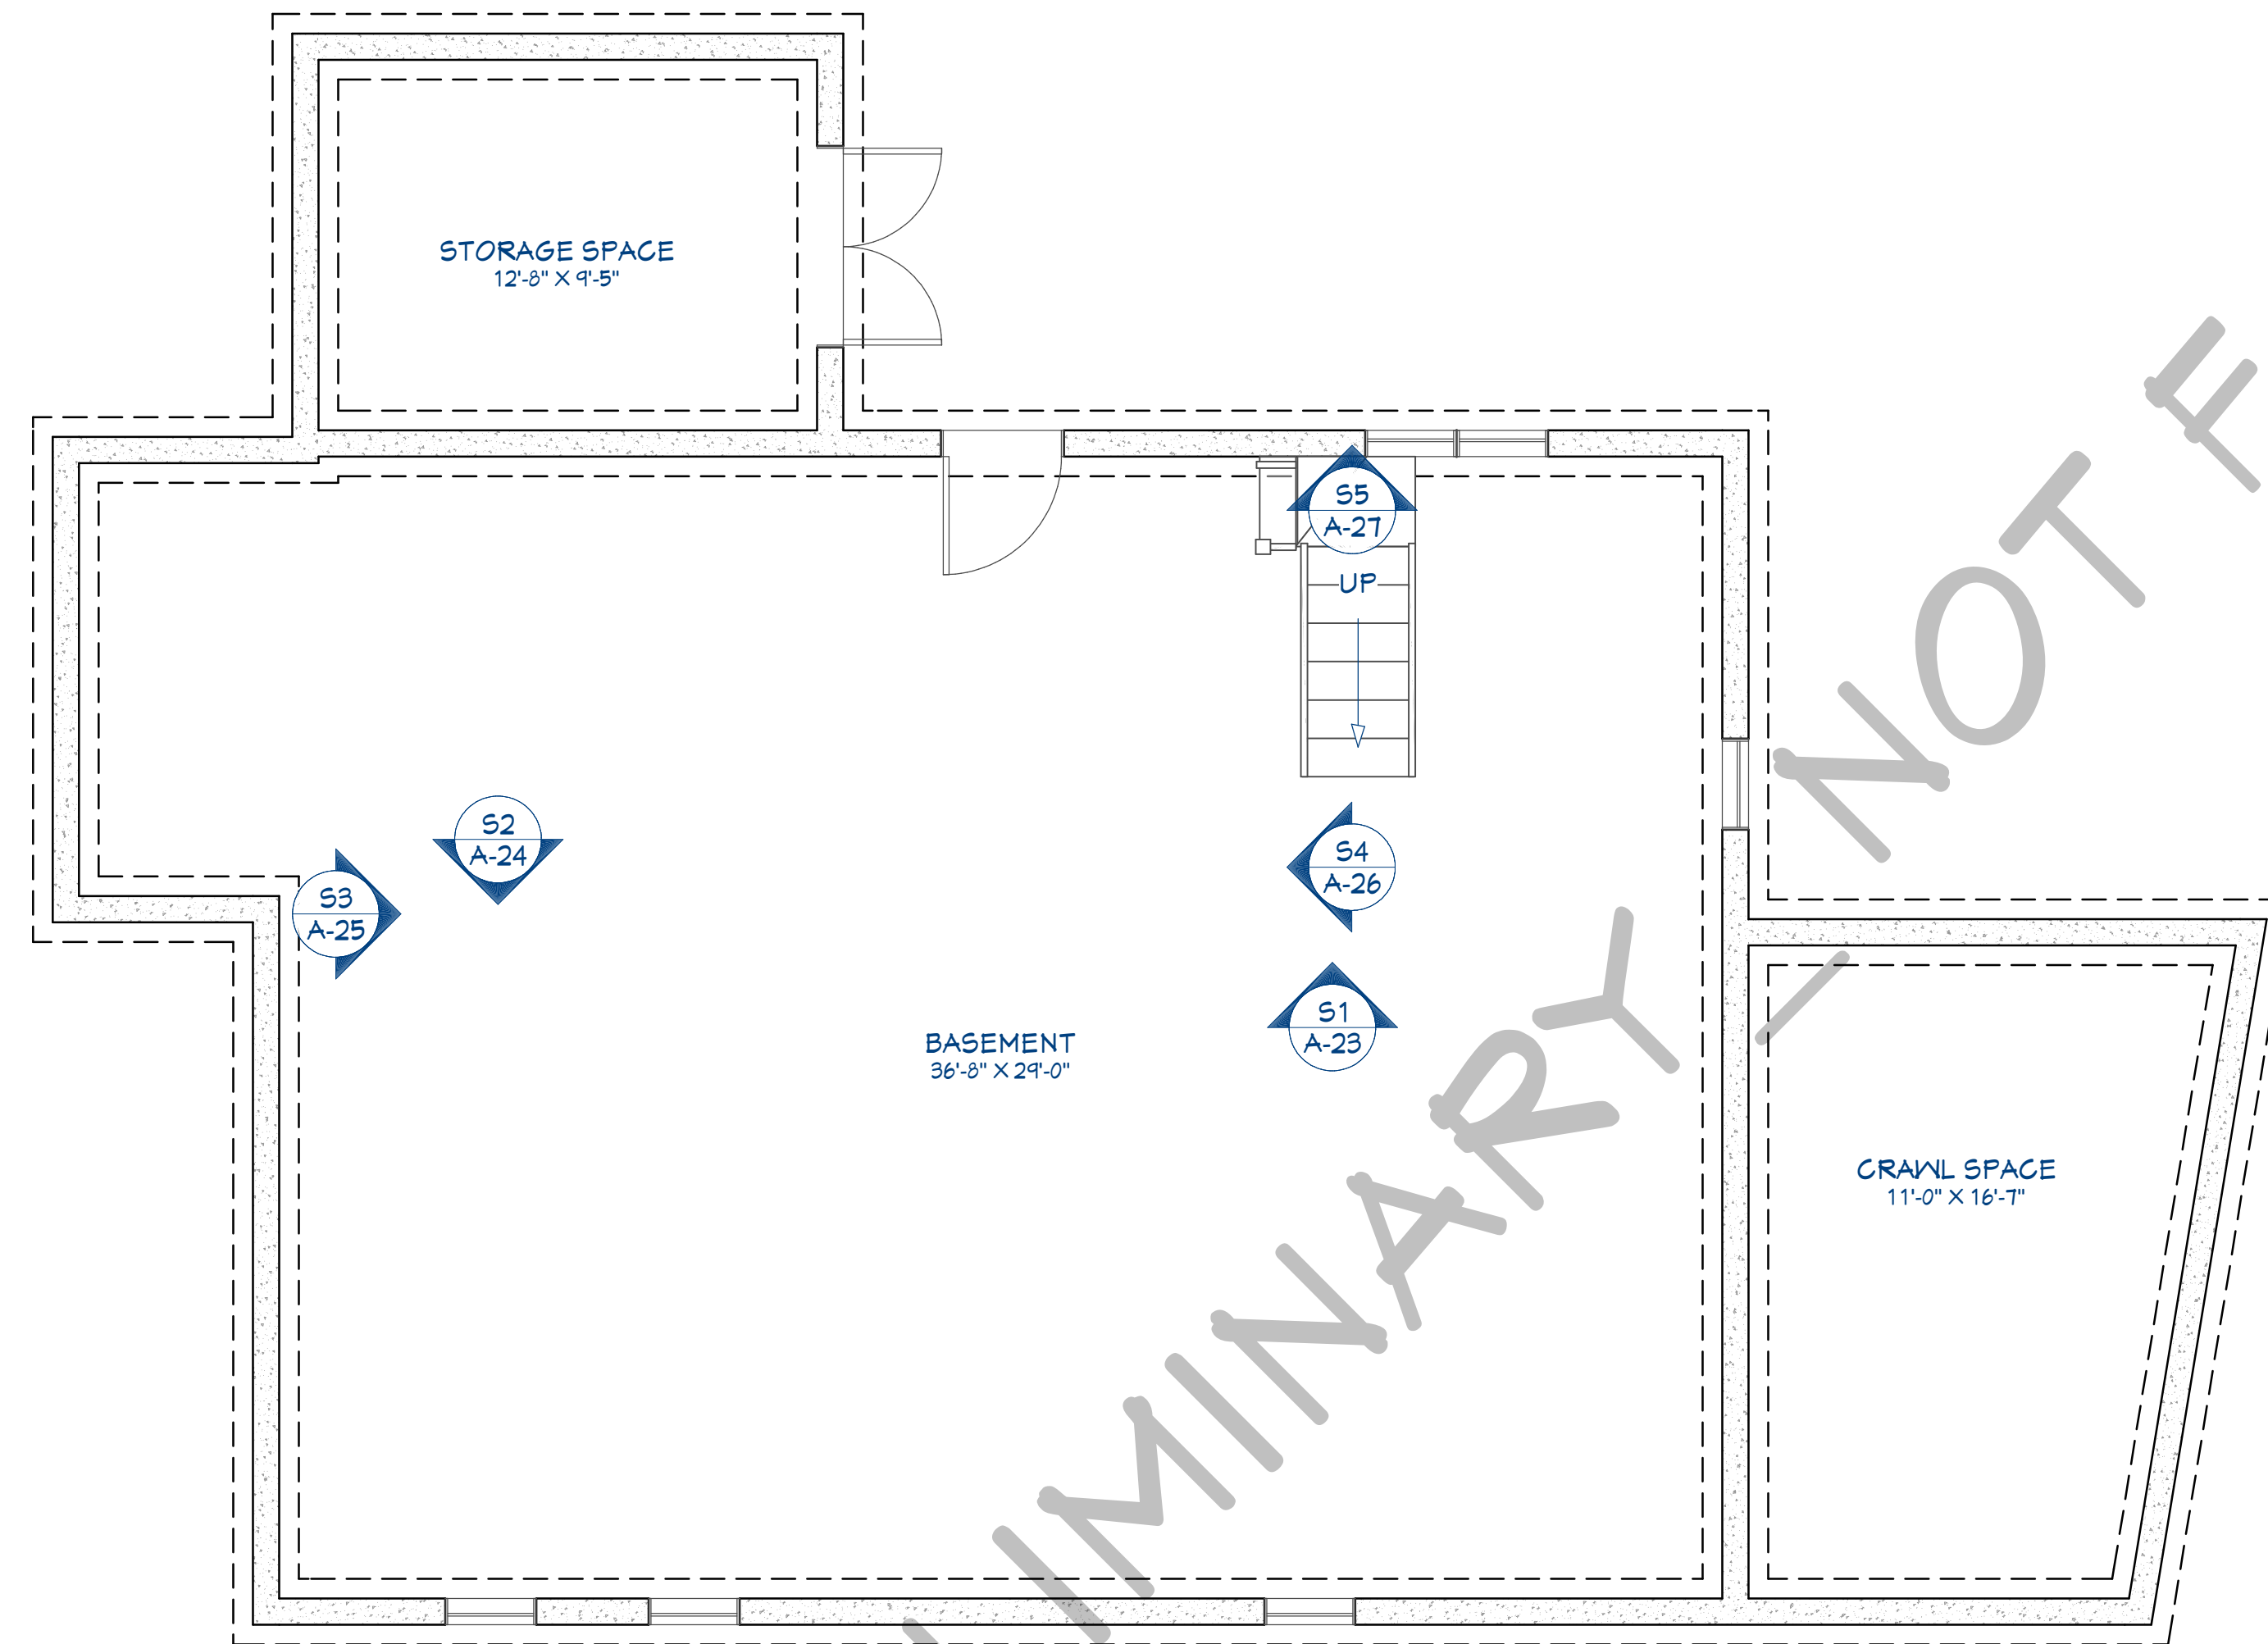 STORAGE SPACE
12'-8" X 9'-5"
S5
A-27
UP
S2
A-24
S4
A-26
S3
A-25
S1
A-23
BASEMENT
36'-8" X 29'-0"
CRAWL SPACE
11'-0" X 16'-7"
IMINARY - NOT F